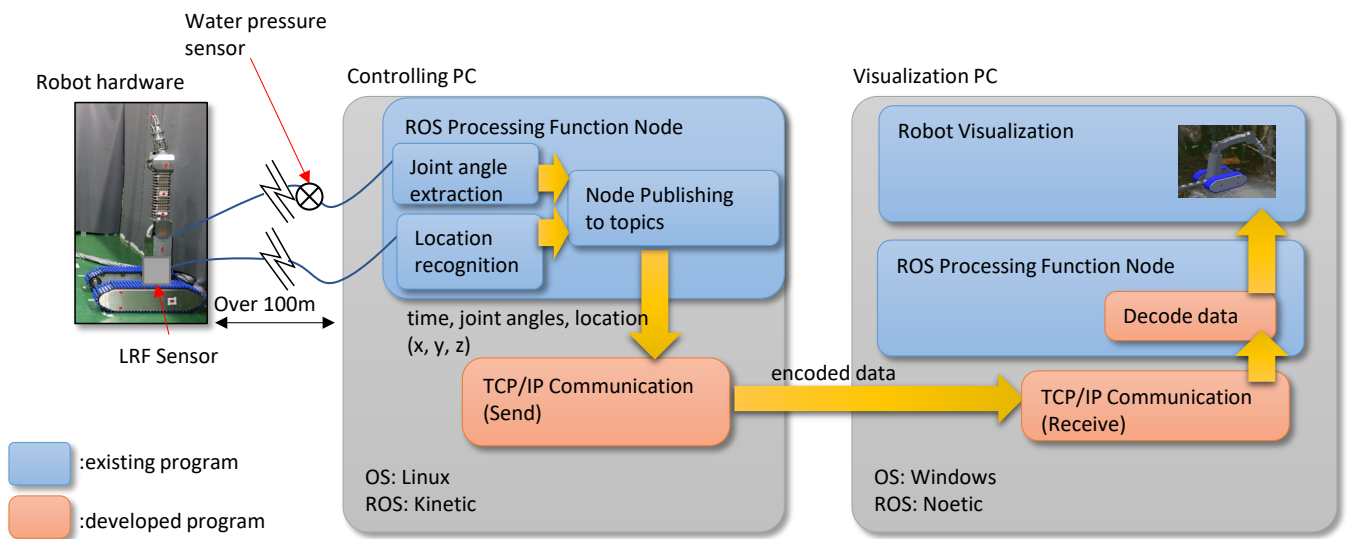 Water pressure
sensor
Robot hardware
LRF Sensor
Over 100m
Controlling PC
ROS Processing Function Node
Joint angle
extraction
Location
recognition
Node Publishing
to topics
time, joint angles, location
(x, y, z)
TCP/IP Communication
(Send)
OS: Linux
ROS: Kinetic
encoded data
Visualization PC
Robot Visualization
ROS Processing Function Node
Decode data
TCP/IP Communication
(Receive)
OS: Windows
ROS: Noetic
:existing program
:developed program